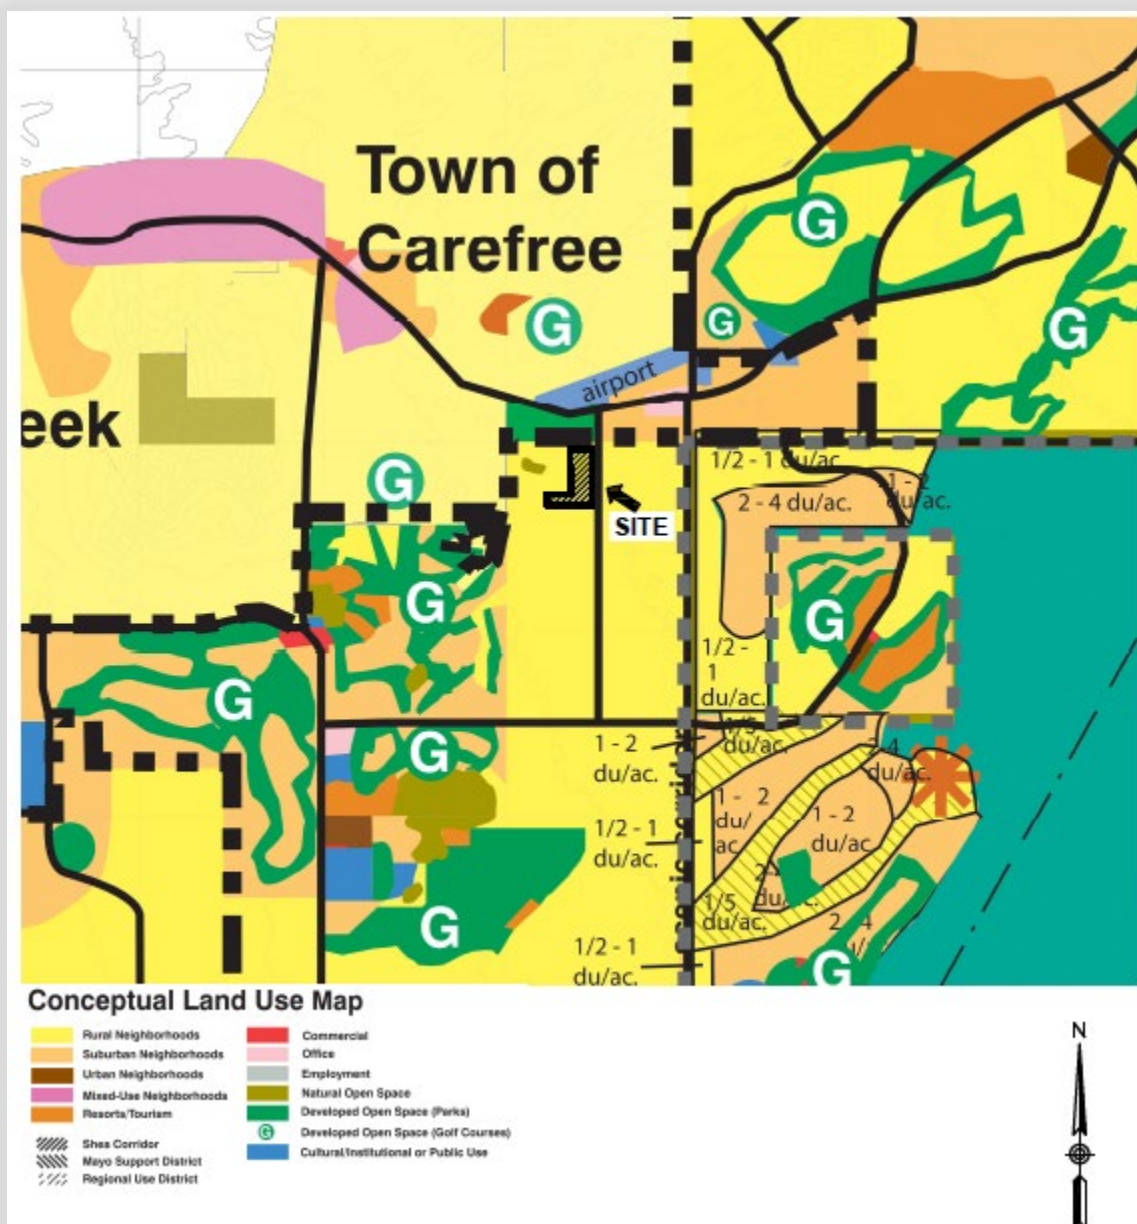 Town of
Carefree
G
G
G
G
airport
eek
G
1/2 - 1 du/ac.
2 - 4 du/ac.
1 - 2
du/ac.
SITE
G
G
1/2 -
1
du/ac.
G
G
1 - 2
du/ac.
1/5
du/ac.
du/ac.
1 - 2
du/
ac.
1 - 2
du/ac.
1/2 - 1
du/ac.
du/ac.
1/5
du/ac.
G
1/2 - 1
du/ac.
G
Conceptual Land Use Map
Rural Neighborhoods
Suburban Neighborhoods
Urban Neighborhoods
Mixed-Use Neighborhoods
Resorts/Tourism
Shea Corridor
Mayo Support District
Regional Use District
Commercial
Office
Employment
Natural Open Space
Developed Open Space (Parks)
G Developed Open Space (Golf Courses)
Cultural/Institutional or Public Use
N